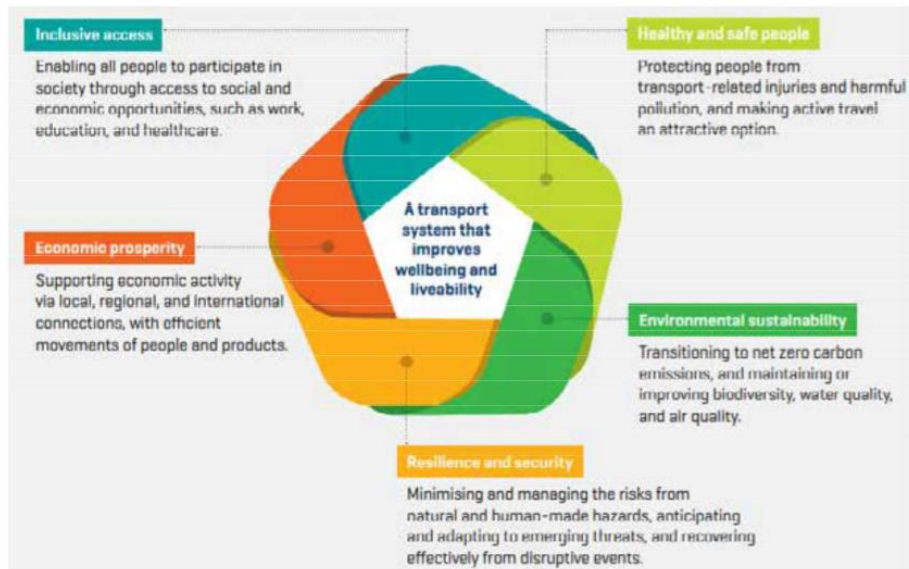 Inclusive access
Enabling all people to participate in
society through access to social and
economic opportunities, such as work,
education, and healthcare.
Healthy and safe people
Protecting people from
transport-related injuries and harmful
pollution, and making active travel
an attractive option.
A transport
system that
improves
wellbeing and
liveability
Economic prosperity
Supporting economic activity
via local, regional, and international
connections, with efficient
movements of people and products.
Environmental sustainability
Transitioning to net zero carbon
emissions, and maintaining or
improving biodiversity, water quality,
and air quality.
Resilience and security
Minimising and managing the risks from
natural and human-made hazards, anticipating
and adapting to emerging threats, and recovering
effectively from disruptive events.